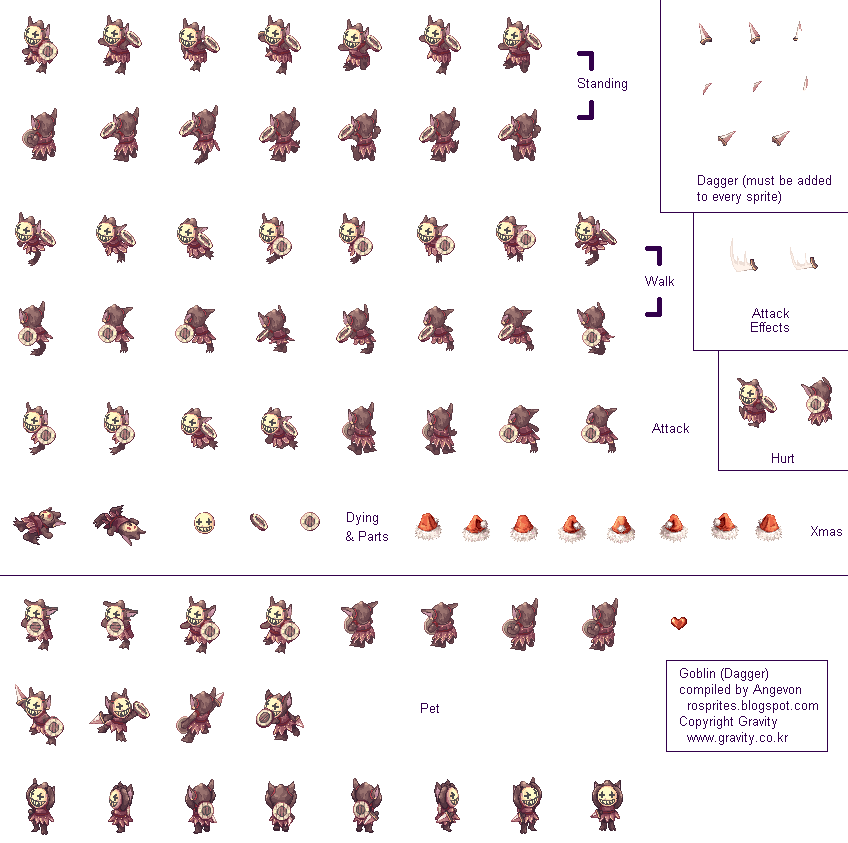 Standing
Dagger (must be added
to every sprite)
Walk
Attack
Effects
Attack
Hurt
Dying
& Parts
Xmas
Pet
Goblin (Dagger)
compiled by Angevon
rosprites.blogspot.com
Copyright Gravity
www.gravity.co.kr